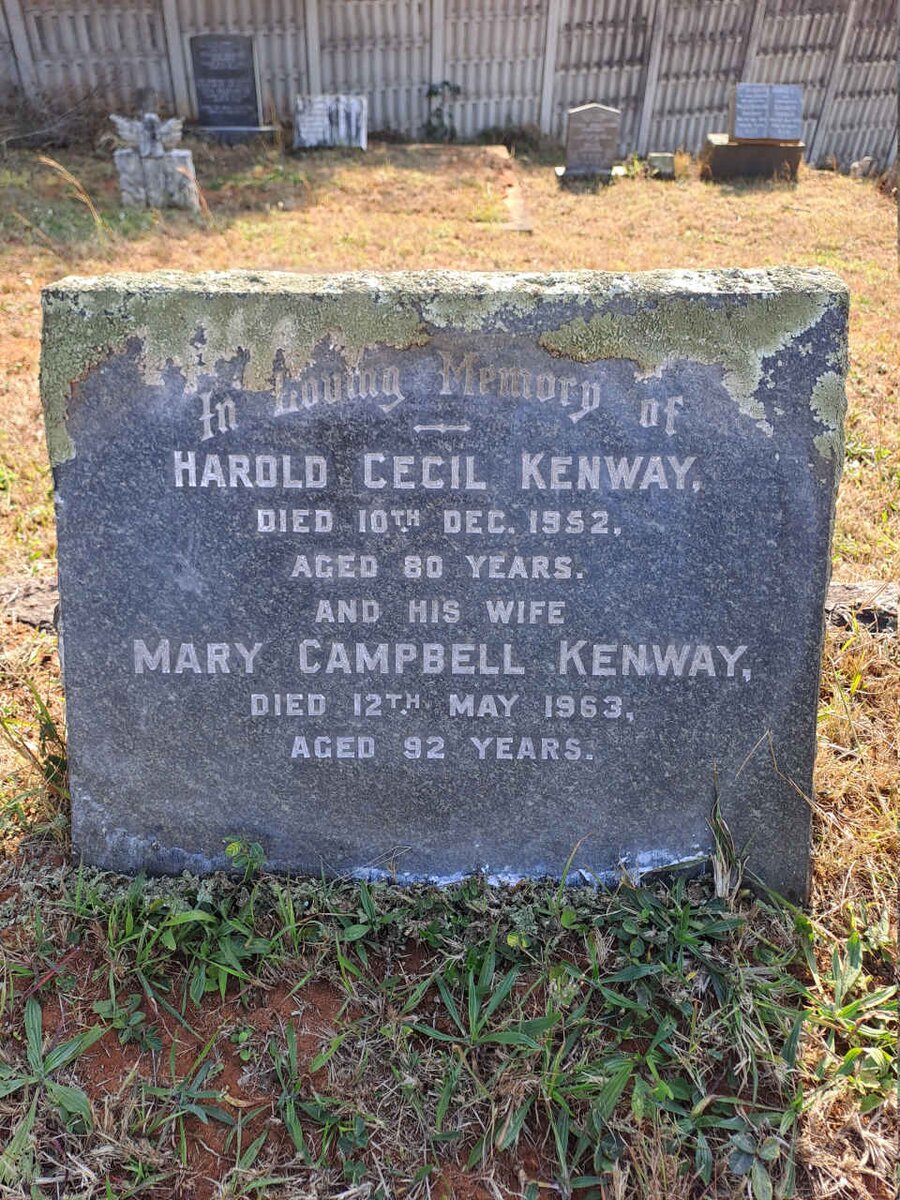 In Loving Memory of
HAROLD CECIL KENWAY,
DIED 10TH DEC. 1952,
AGED 80 YEARS.
AND HIS WIFE
MARY CAMPBELL KENWAY,
DIED 12TH MAY 1963,
AGED 92 YEARS.